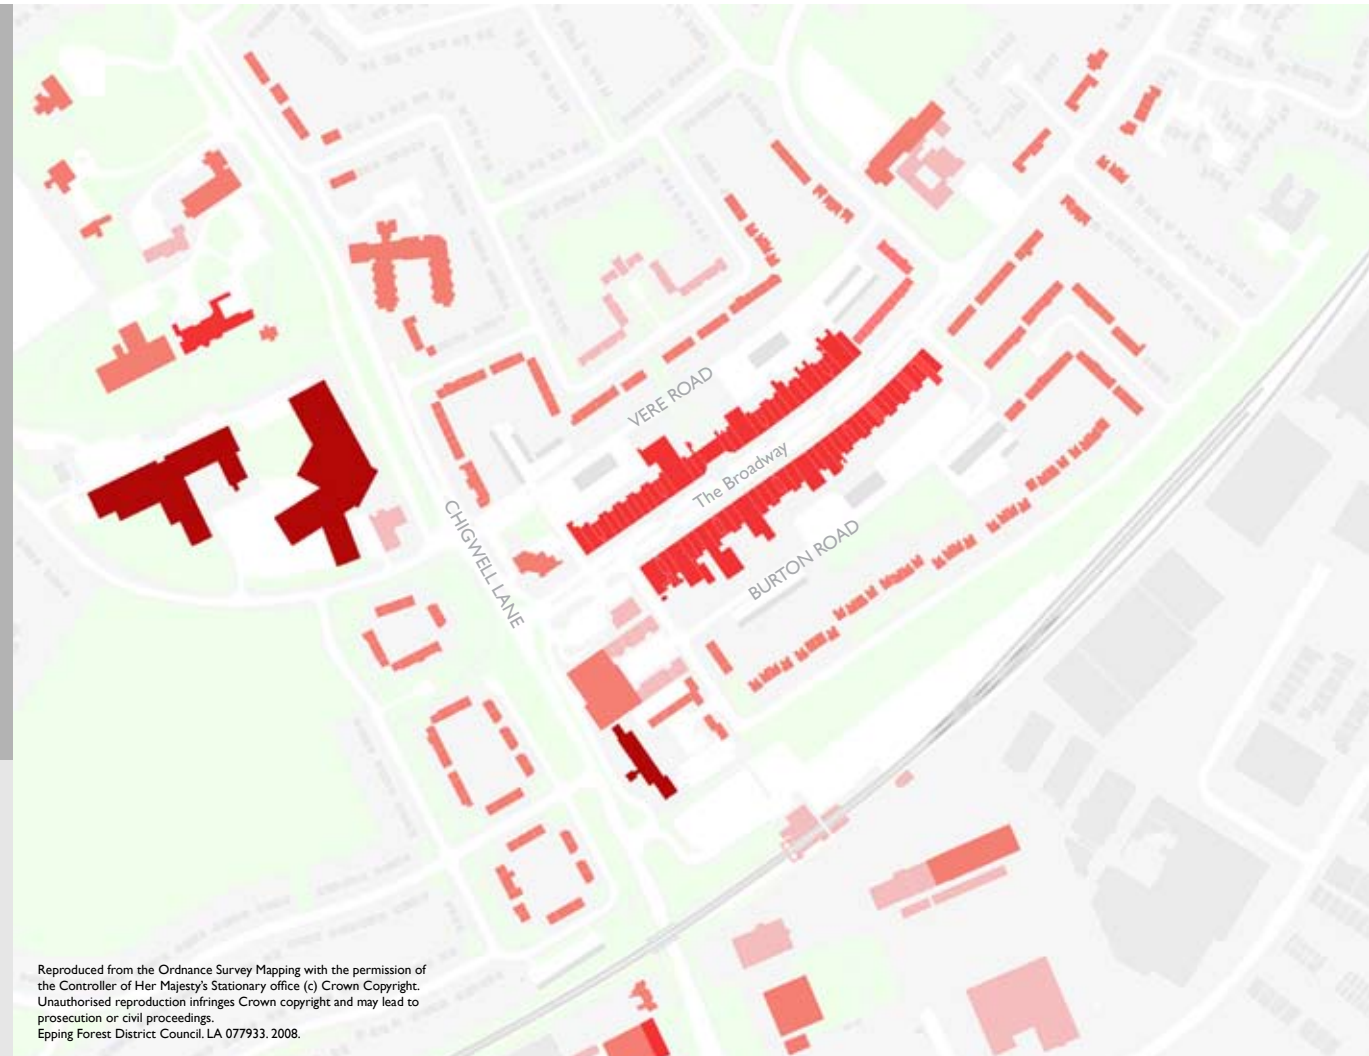 VERE ROAD
The Broadway
CHIGWELL LANE
BURTON ROAD
Reproduced from the Ordnance Survey Mapping with the permission of
the Controller of Her Majesty's Stationary office (c) Crown Copyright.
Unauthorised reproduction infringes Crown copyright and may lead to
prosecution or civil proceedings.
Epping Forest District Council. LA 077933. 2008.